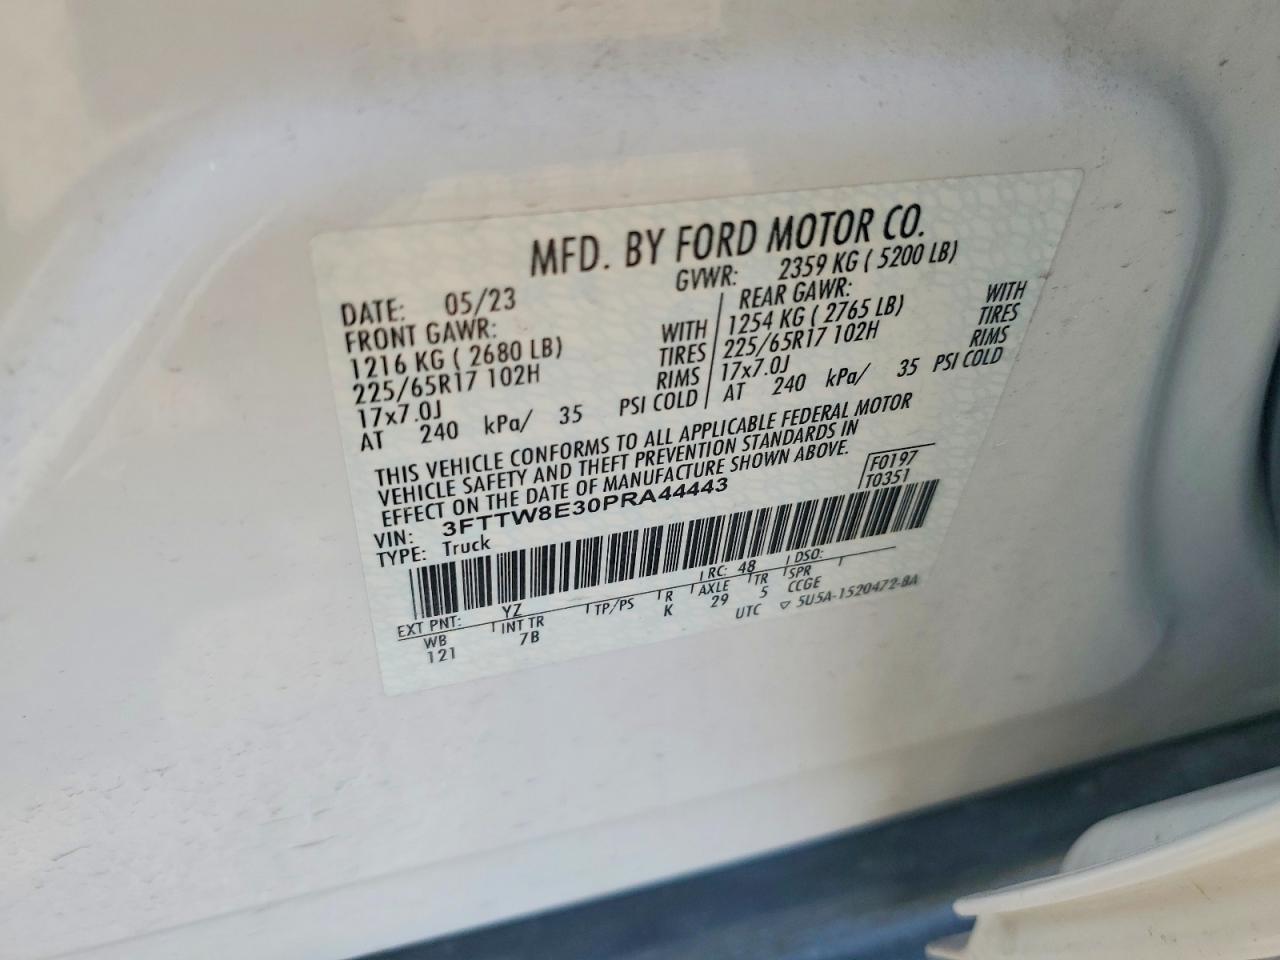 MFD. BY FORD MOTOR CO.
DATE: 05/23 GVWR: 2359 KG ( 5200 LB)
FRONT GAWR: REAR GAWR:
1216 KG ( 2680 LB) WITH 1254 KG ( 2765 LB) WITH
225/65R17 102H TIRES 225/65R17 102H TIRES
17x7.0J RIMS 17x7.0J RIMS
AT 240 kPa/ 35 PSI COLD AT 240 kPa/ 35 PSI COLD
THIS VEHICLE CONFORMS TO ALL APPLICABLE FEDERAL MOTOR
VEHICLE SAFETY AND THEFT PREVENTION STANDARDS IN
EFFECT ON THE DATE OF MANUFACTURE SHOWN ABOVE.
VIN: 3FTTW8E30PRA44443 F0197
TYPE: Truck T0351
EXT PNT: YZ RC: 48 DSO:
WB INT TR TP/PS R AXLE TR SPR
121 7B K 29 5 CCGE
UTC ▽ 5U5A-1520472-BA